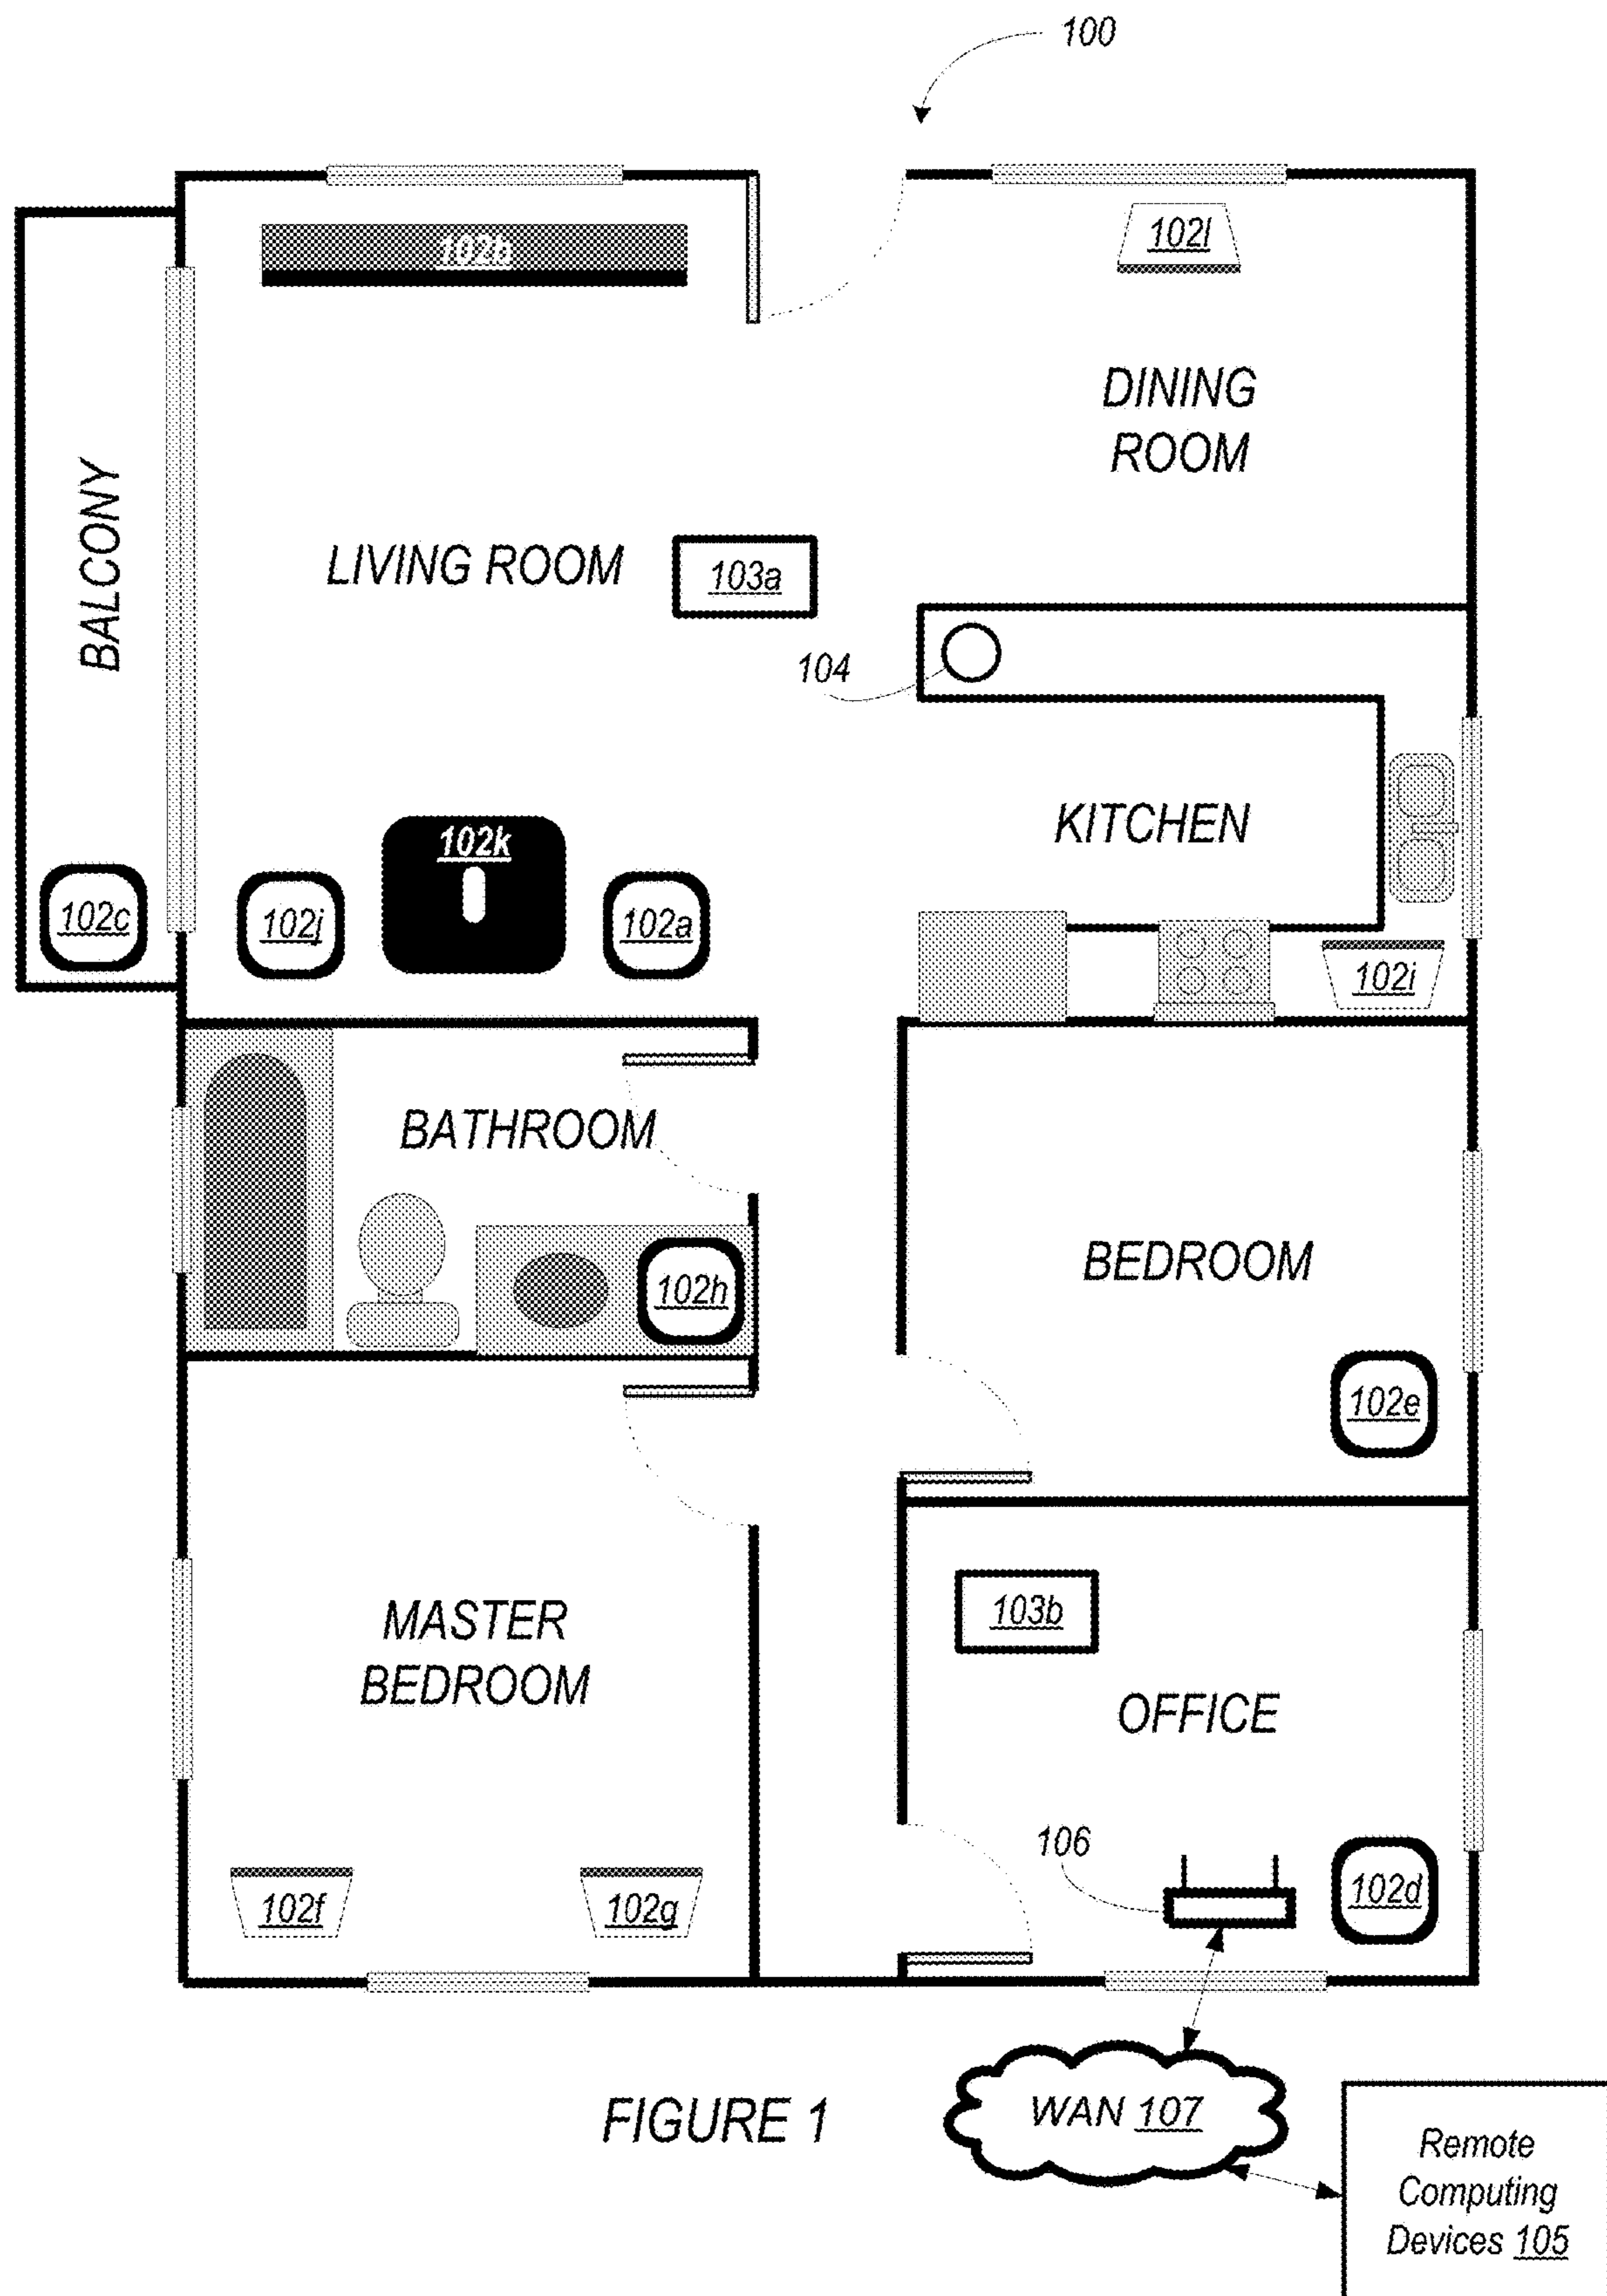 100
102b
102l
DINING
ROOM
BALCONY
LIVING ROOM
103a
104
KITCHEN
102k
102c
102j
102a
102i
BATHROOM
BEDROOM
102h
102e
103b
MASTER
BEDROOM
OFFICE
106
102f
102g
102d
FIGURE 1
WAN 107
Remote
Computing
Devices 105